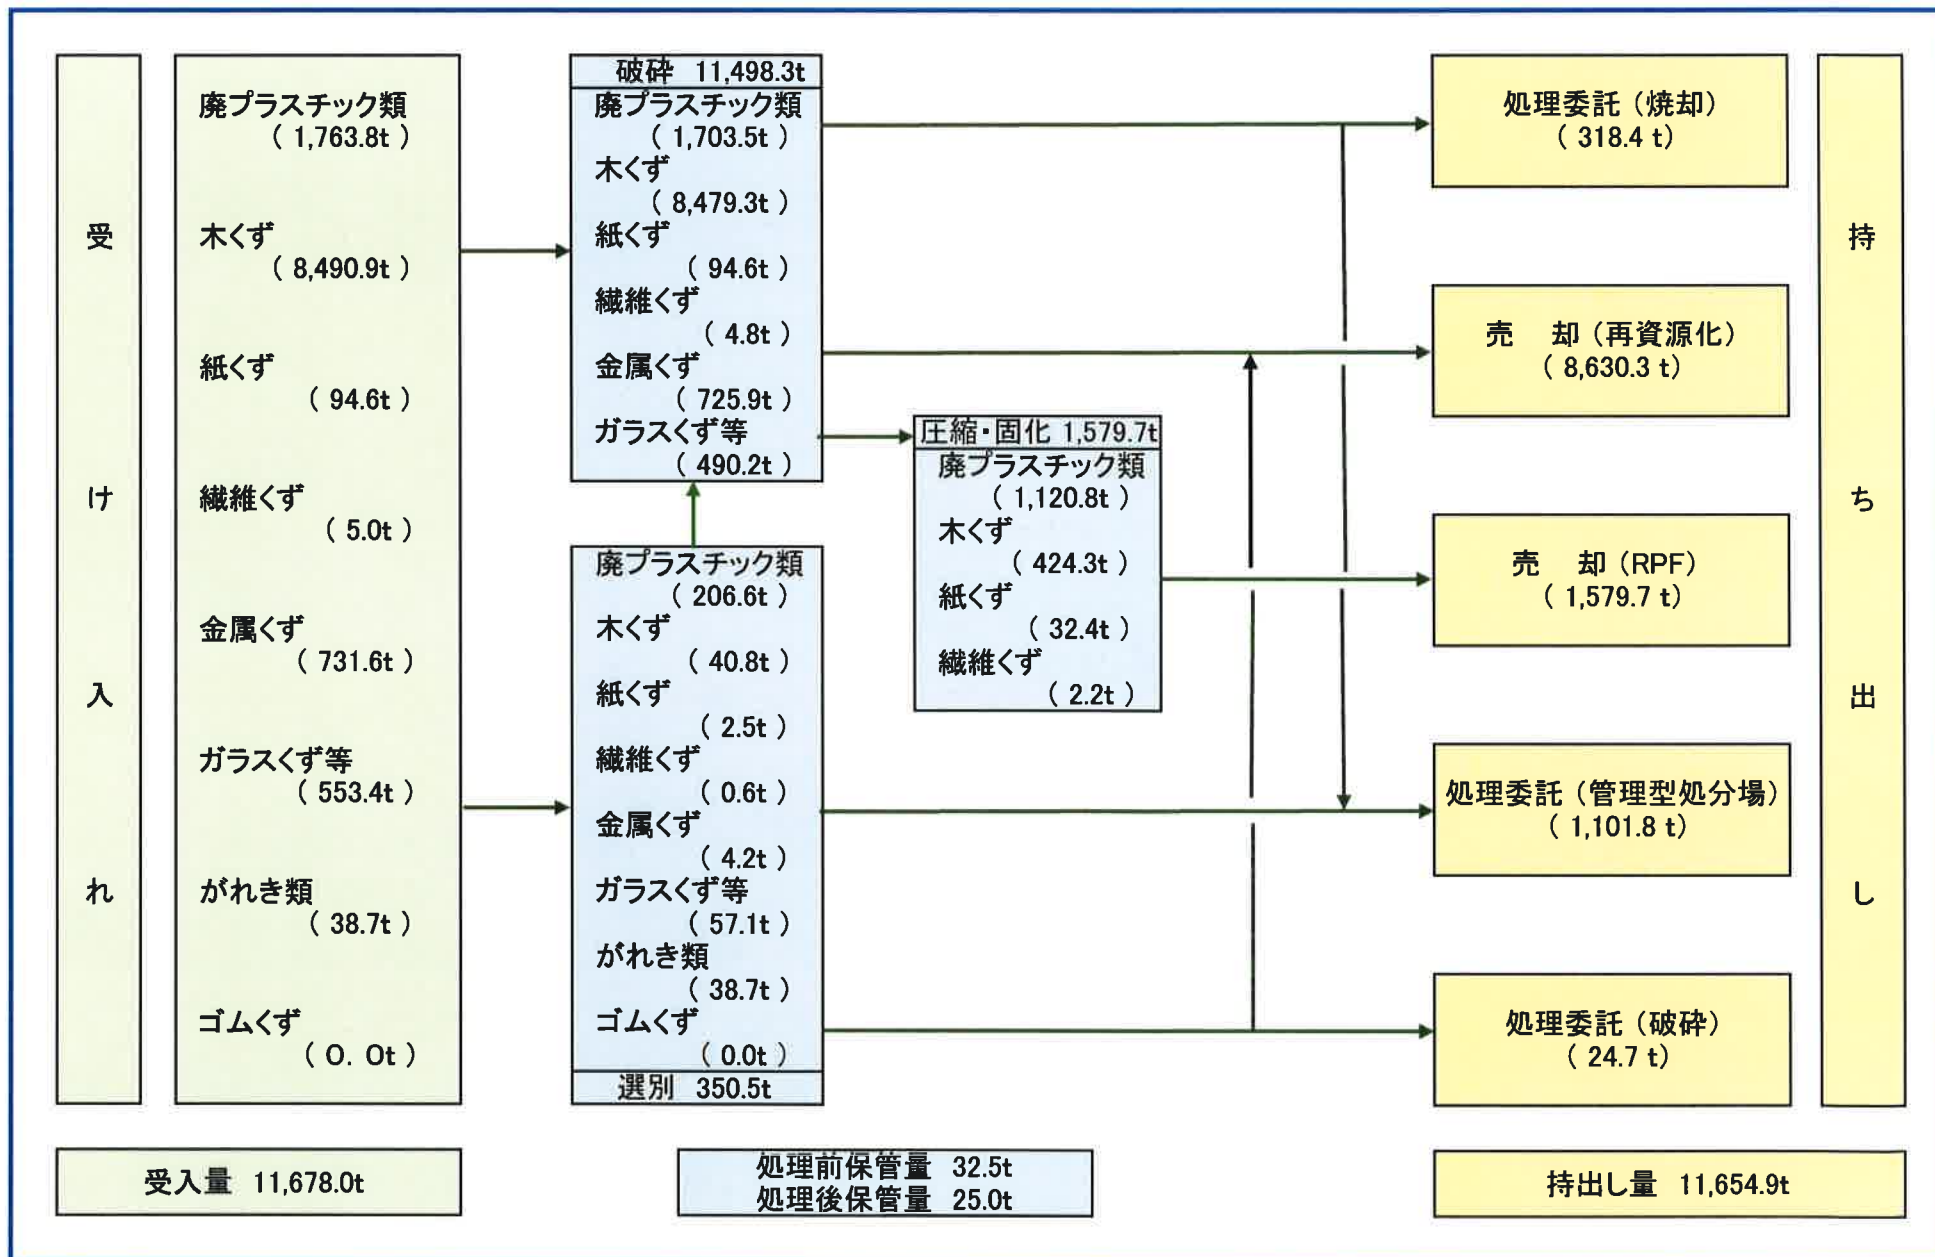 受け入れ
廃プラスチック類
( 1,763.8t )
木くず
( 8,490.9t )
紙くず
( 94.6t )
繊維くず
( 5.0t )
金属くず
( 731.6t )
ガラスくず等
( 553.4t )
がれき類
( 38.7t )
ゴムくず
( 0. 0t )
破砕 11,498.3t
廃プラスチック類
( 1,703.5t )
木くず
( 8,479.3t )
紙くず
( 94.6t )
繊維くず
( 4.8t )
金属くず
( 725.9t )
ガラスくず等
( 490.2t )
廃プラスチック類
( 206.6t )
木くず
( 40.8t )
紙くず
( 2.5t )
繊維くず
( 0.6t )
金属くず
( 4.2t )
ガラスくず等
( 57.1t )
がれき類
( 38.7t )
ゴムくず
( 0.0t )
選別 350.5t
圧縮・固化 1,579.7t
廃プラスチック類
( 1,120.8t )
木くず
( 424.3t )
紙くず
( 32.4t )
繊維くず
( 2.2t )
処理委託（焼却）
( 318.4 t)
売　却（再資源化）
( 8,630.3 t)
売　却（RPF）
( 1,579.7 t)
処理委託（管理型処分場）
( 1,101.8 t)
処理委託（破砕）
( 24.7 t)
持ち出し
受入量 11,678.0t
処理前保管量 32.5t
処理後保管量 25.0t
持出し量 11,654.9t